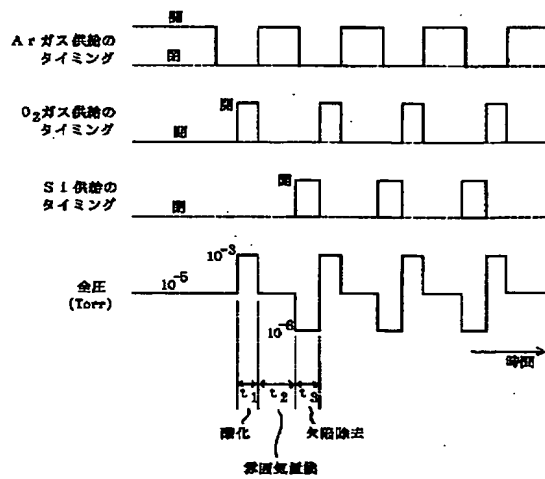 Arガス供給の
タイミング
開
閉
O₂ガス供給の
タイミング
開
閉
Si供給の
タイミング
開
閉
全圧
(Torr)
10⁻³
10⁻⁵
10⁻⁸
時間
t₁
t₂
t₃
酸化
欠陥除去
雰囲気置換